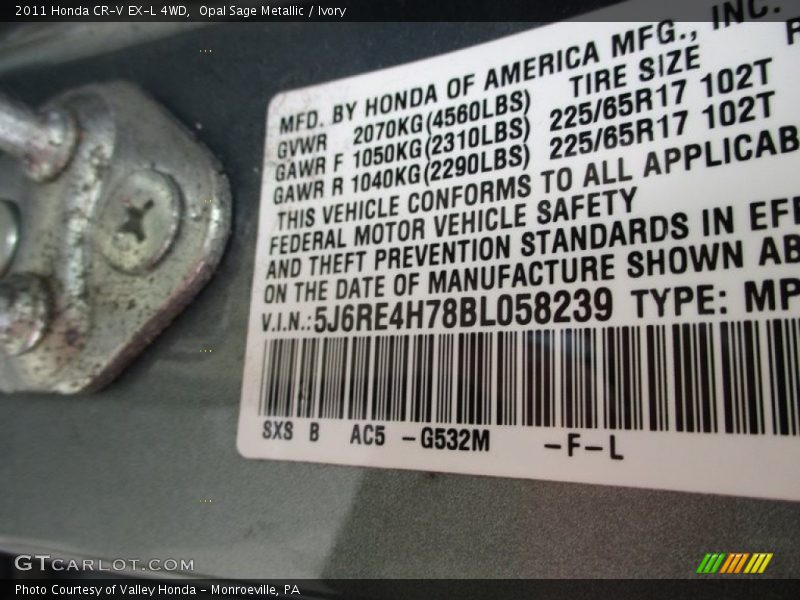 2011 Honda CR-V EX-L 4WD, Opal Sage Metallic / Ivory
MFD. BY HONDA OF AMERICA MFG., INC.
GVWR 2070KG(4560LBS) TIRE SIZE
GAWR F 1050KG(2310LBS) 225/65R17 102T
GAWR R 1040KG(2290LBS) 225/65R17 102T
THIS VEHICLE CONFORMS TO ALL APPLICAB
FEDERAL MOTOR VEHICLE SAFETY
AND THEFT PREVENTION STANDARDS IN EFF
ON THE DATE OF MANUFACTURE SHOWN AB
V.I.N.:5J6RE4H78BL058239 TYPE: MP
SXS B AC5 -G532M -F-L
GTCARLOT.COM
Photo Courtesy of Valley Honda - Monroeville, PA